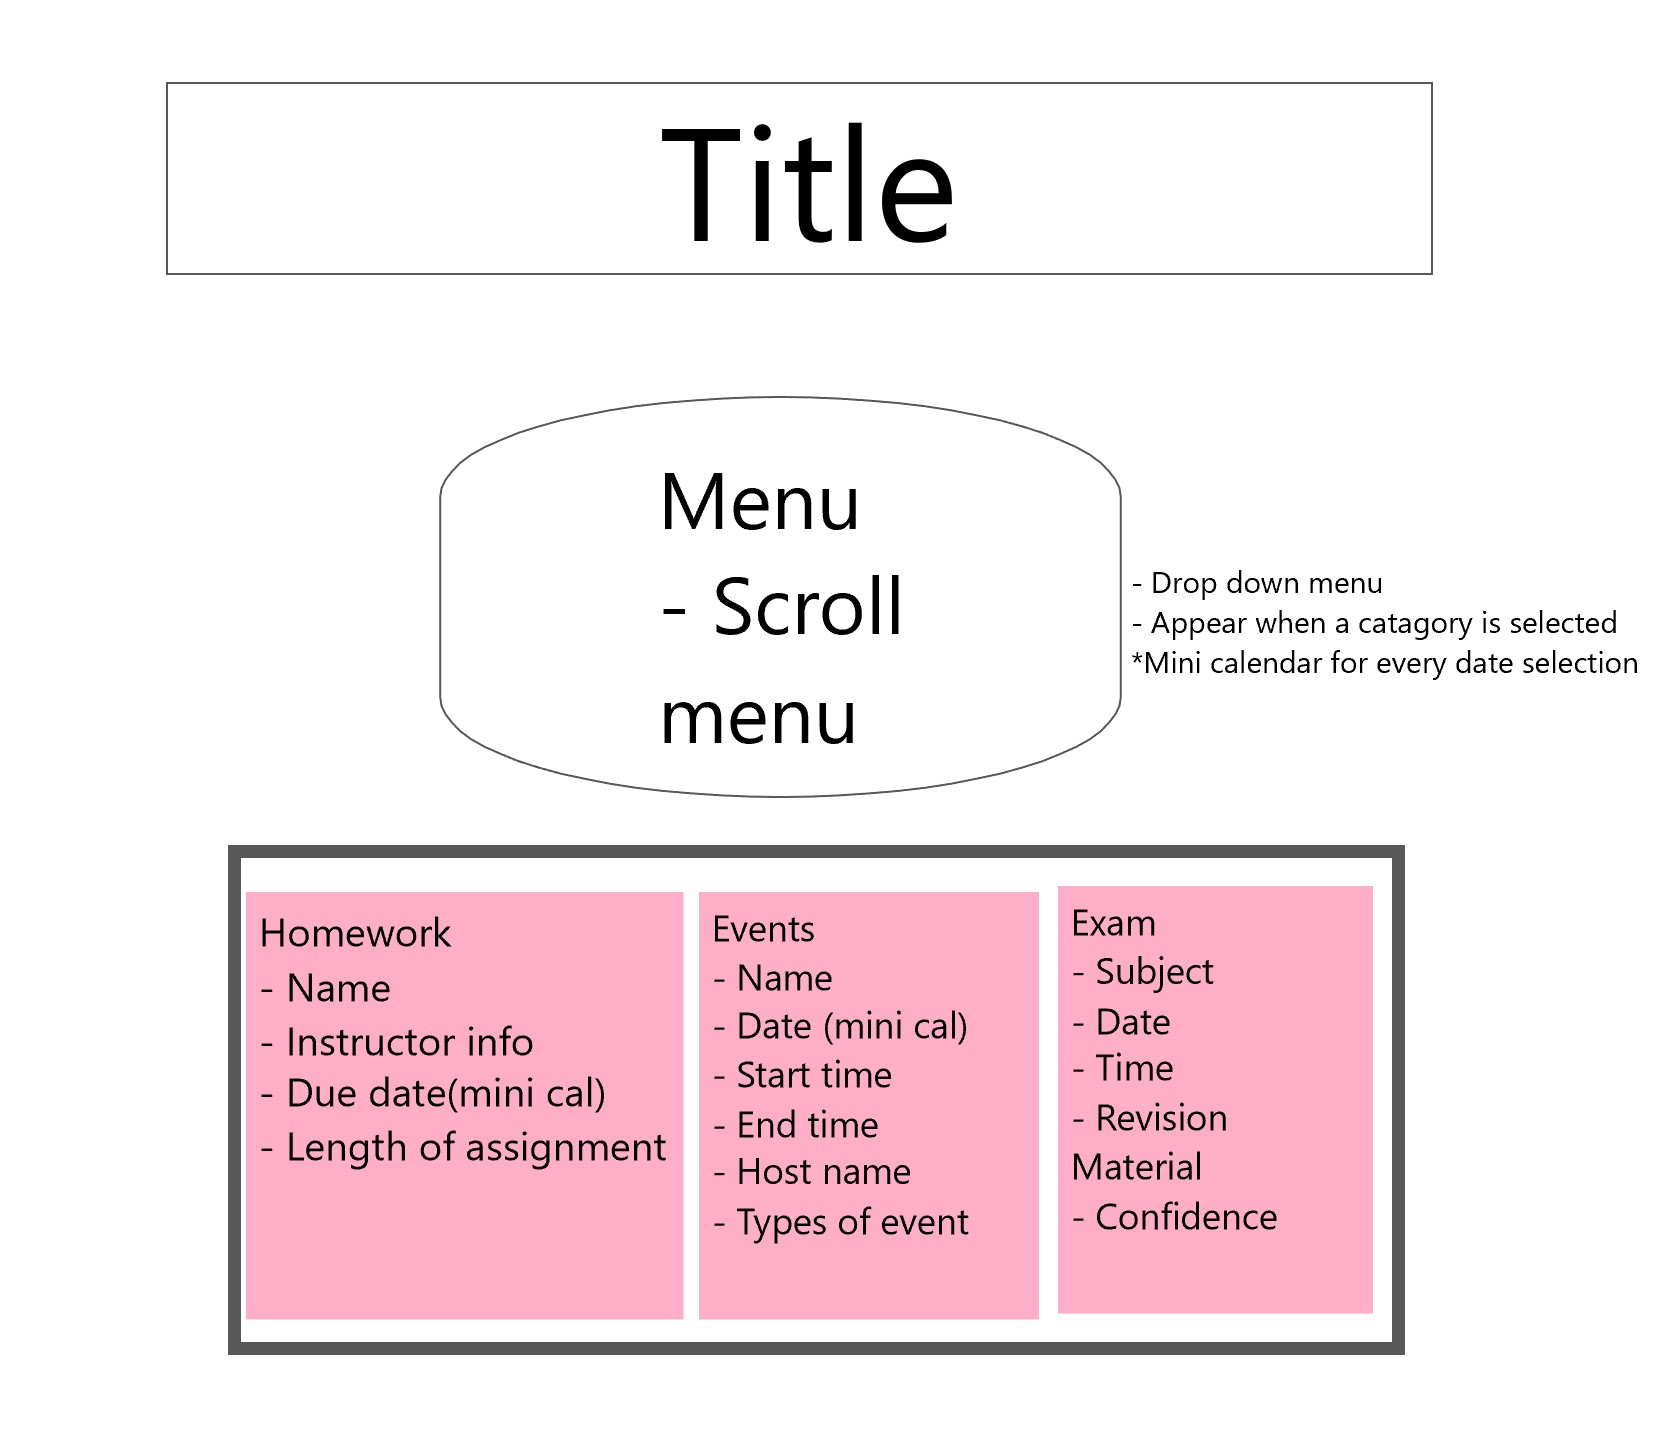 Title
Menu
- Scroll
menu
- Drop down menu
- Appear when a catagory is selected
*Mini calendar for every date selection
Homework
- Name
- Instructor info
- Due date(mini cal)
- Length of assignment
Events
- Name
- Date (mini cal)
- Start time
- End time
- Host name
- Types of event
Exam
- Subject
- Date
- Time
- Revision
Material
- Confidence